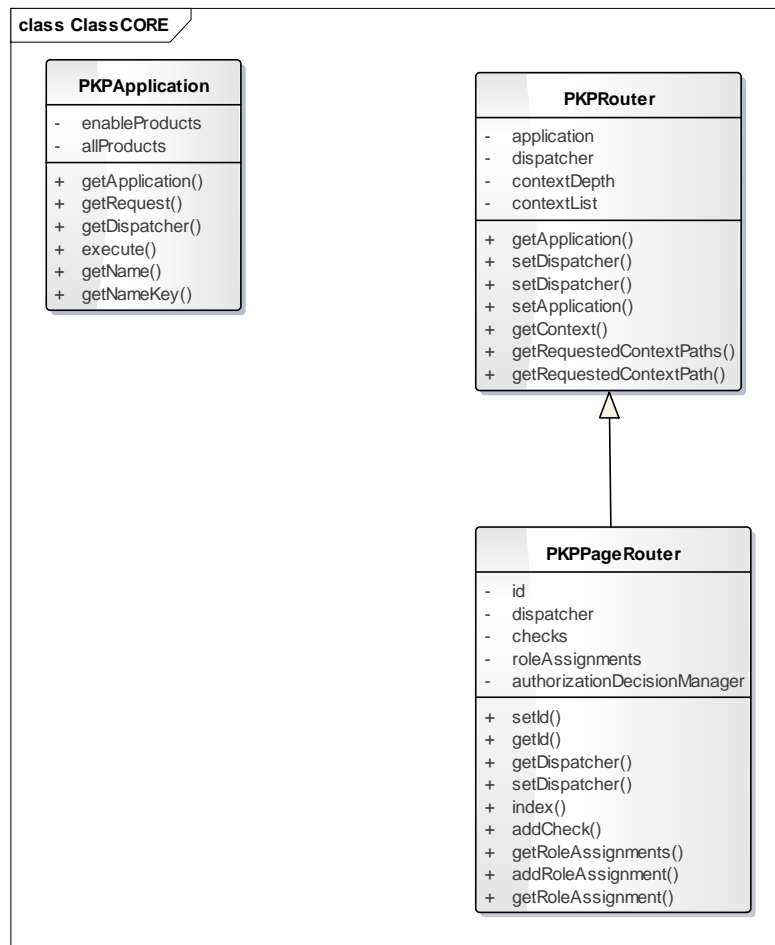 class ClassCORE
PKPApplication
- enableProducts
- allProducts
+ getApplication()
+ getRequest()
+ getDispatcher()
+ execute()
+ getName()
+ getNameKey()
PKPRouter
- application
- dispatcher
- contextDepth
- contextList
+ getApplication()
+ setDispatcher()
+ setDispatcher()
+ setApplication()
+ getContext()
+ getRequestedContextPaths()
+ getRequestedContextPath()
PKPPageRouter
- id
- dispatcher
- checks
- roleAssignments
- authorizationDecisionManager
+ setId()
+ getId()
+ getDispatcher()
+ setDispatcher()
+ index()
+ addCheck()
+ getRoleAssignments()
+ addRoleAssignment()
+ getRoleAssignment()